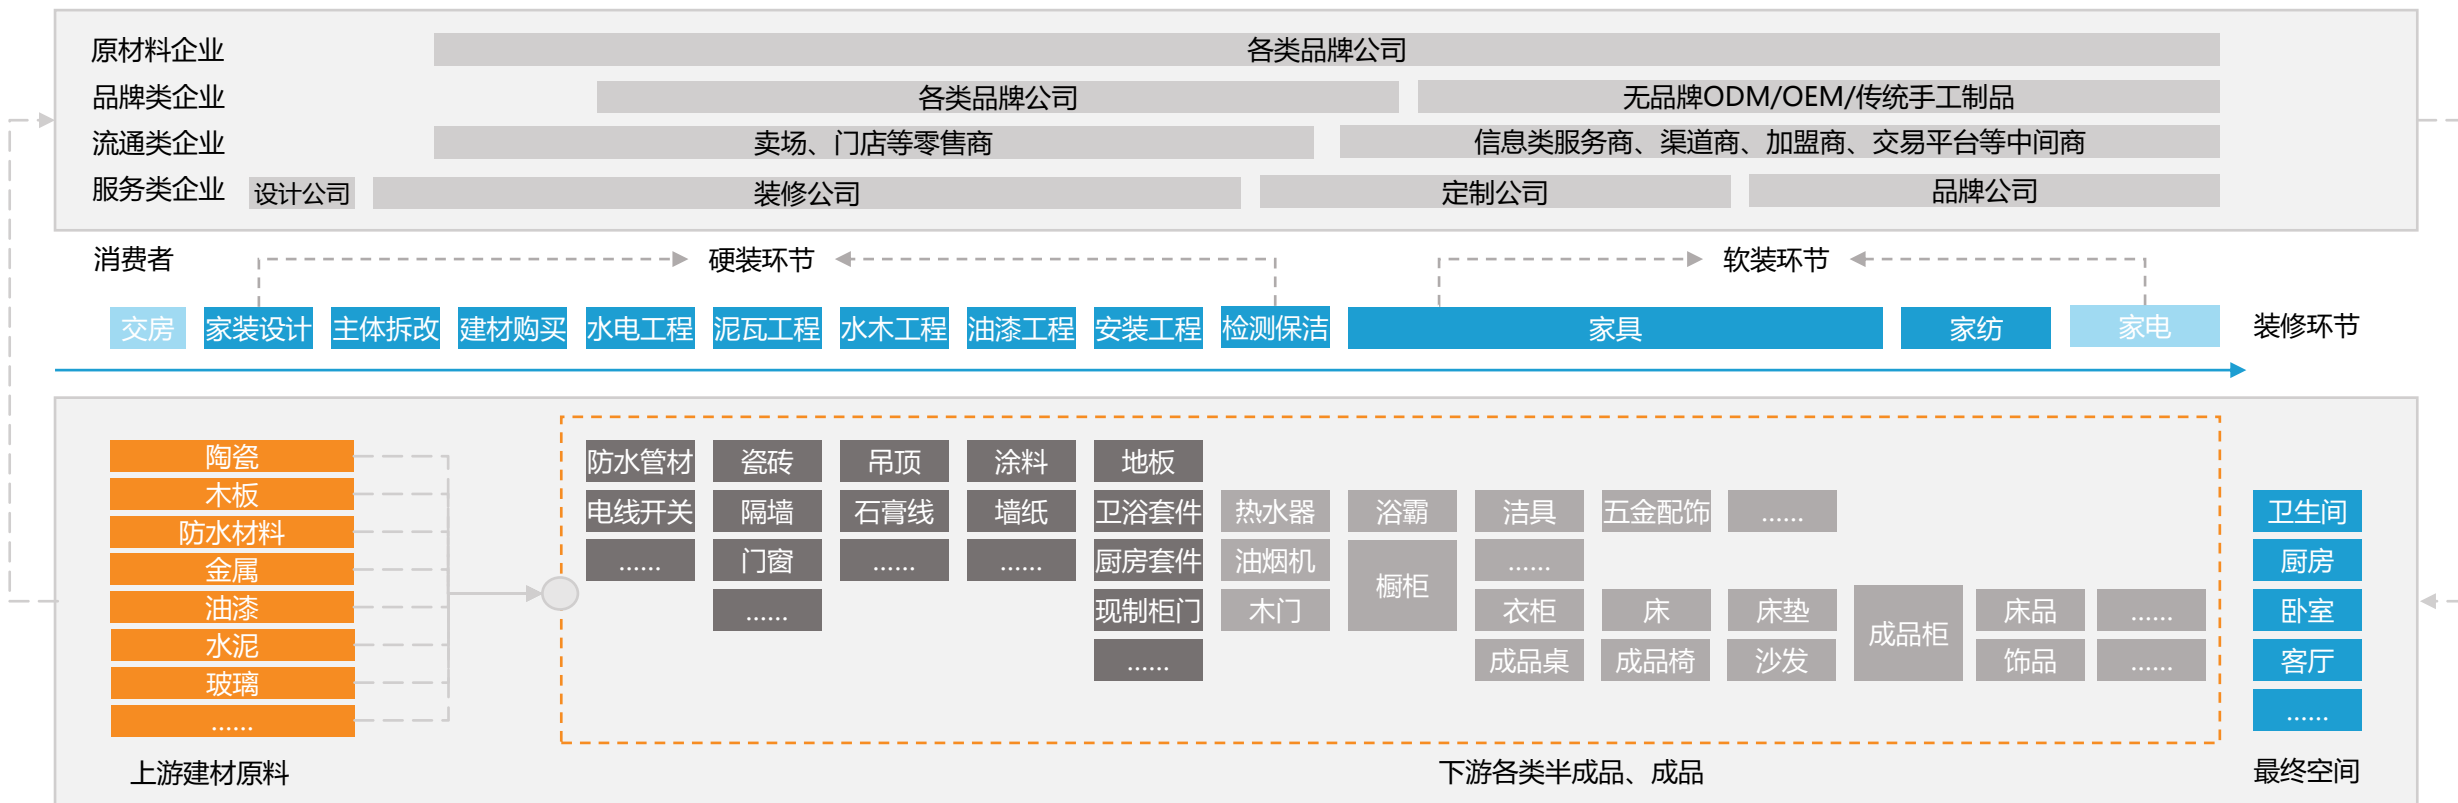 原材料企业 各类品牌公司
品牌类企业 各类品牌公司 无品牌ODM/OEM/传统手工制品
流通类企业 卖场、门店等零售商 信息类服务商、渠道商、加盟商、交易平台等中间商
服务类企业 设计公司 装修公司 定制公司 品牌公司
消费者 硬装环节 软装环节
交房 家装设计 主体拆改 建材购买 水电工程 泥瓦工程 水木工程 油漆工程 安装工程 检测保洁 家具 家纺 家电 装修环节
陶瓷
木板
防水材料
金属
油漆
水泥
玻璃
......
上游建材原料
防水管材 瓷砖 吊顶 涂料 地板
电线开关 隔墙 石膏线 墙纸 卫浴套件 热水器 浴霸 洁具 五金配饰 ......
...... 门窗 ...... ...... 厨房套件 油烟机 橱柜 ......
...... 现制柜门 木门 衣柜 床 床垫 成品柜 床品 ......
...... 成品桌 成品椅 沙发 饰品 ......
下游各类半成品、成品
卫生间
厨房
卧室
客厅
......
最终空间